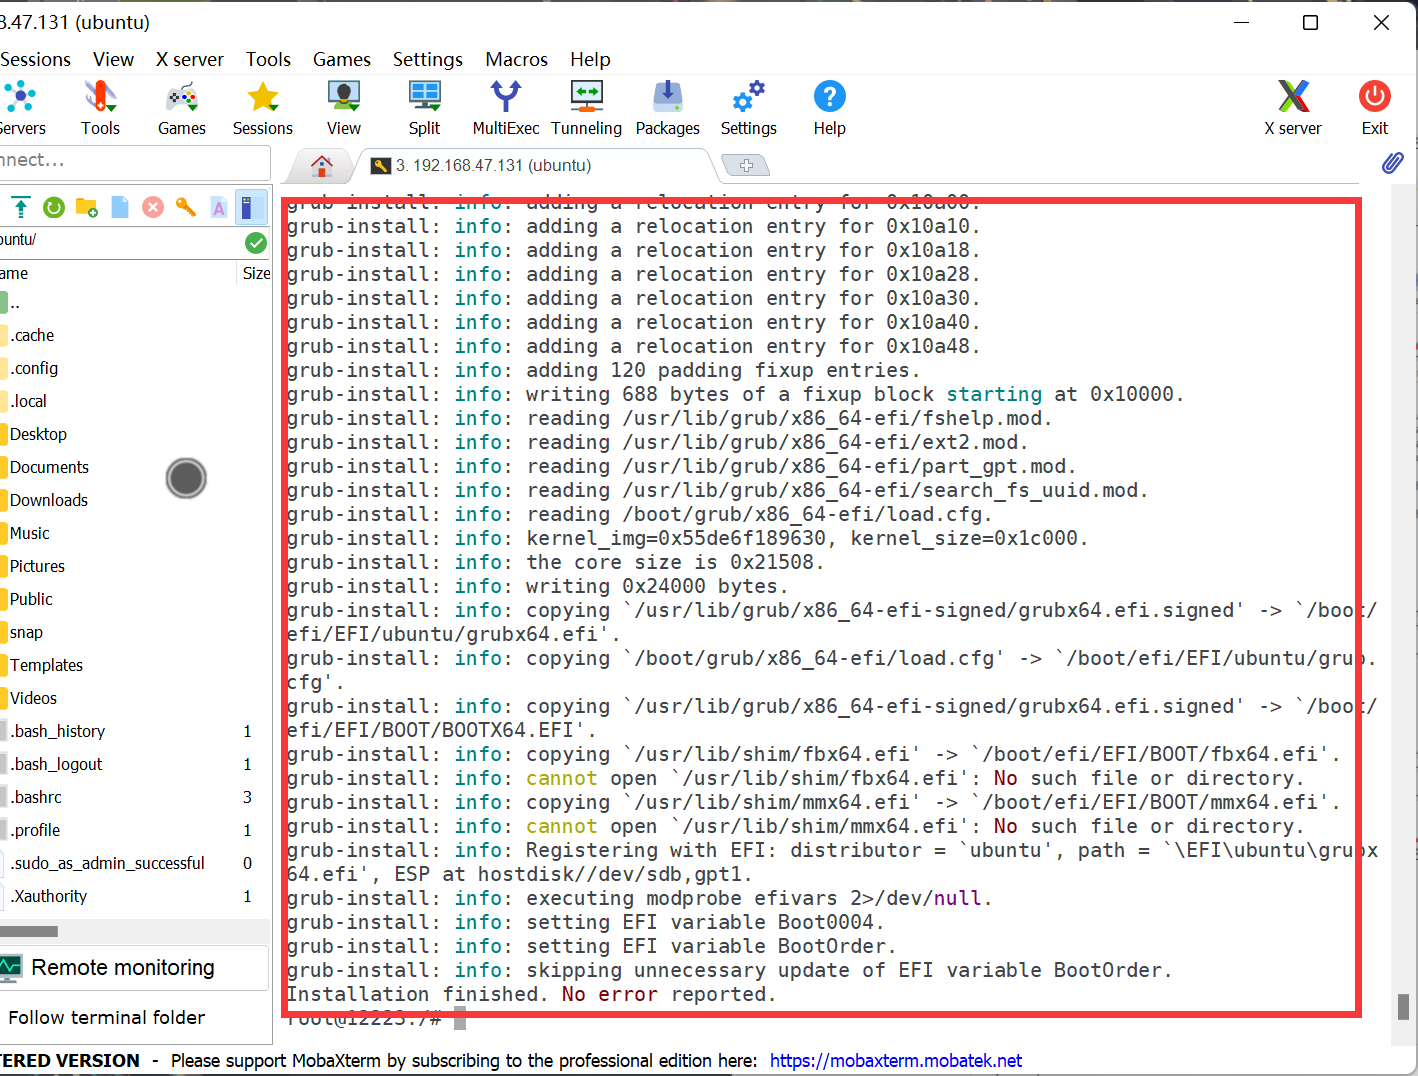 8.47.131 (ubuntu)
Sessions View X server Tools Games Settings Macros Help
Servers Tools Games Sessions View Split MultiExec Tunneling Packages Settings Help X server Exit
nnect...
3. 192.168.47.131 (ubuntu)
buntu/
ame Size
..
.cache
.config
.local
Desktop
Documents
Downloads
Music
Pictures
Public
snap
Templates
Videos
.bash_history 1
.bash_logout 1
.bashrc 3
.profile 1
.sudo_as_admin_successful 0
.Xauthority 1
Remote monitoring
Follow terminal folder
grub-install: info: adding a relocation entry for 0x10a00.
grub-install: info: adding a relocation entry for 0x10a10.
grub-install: info: adding a relocation entry for 0x10a18.
grub-install: info: adding a relocation entry for 0x10a28.
grub-install: info: adding a relocation entry for 0x10a30.
grub-install: info: adding a relocation entry for 0x10a40.
grub-install: info: adding a relocation entry for 0x10a48.
grub-install: info: adding 120 padding fixup entries.
grub-install: info: writing 688 bytes of a fixup block starting at 0x10000.
grub-install: info: reading /usr/lib/grub/x86_64-efi/fshelp.mod.
grub-install: info: reading /usr/lib/grub/x86_64-efi/ext2.mod.
grub-install: info: reading /usr/lib/grub/x86_64-efi/part_gpt.mod.
grub-install: info: reading /usr/lib/grub/x86_64-efi/search_fs_uuid.mod.
grub-install: info: reading /boot/grub/x86_64-efi/load.cfg.
grub-install: info: kernel_img=0x55de6f189630, kernel_size=0x1c000.
grub-install: info: the core size is 0x21508.
grub-install: info: writing 0x24000 bytes.
grub-install: info: copying `/usr/lib/grub/x86_64-efi-signed/grubx64.efi.signed' -> `/boot/
efi/EFI/ubuntu/grubx64.efi'.
grub-install: info: copying `/boot/grub/x86_64-efi/load.cfg' -> `/boot/efi/EFI/ubuntu/grub.
cfg'.
grub-install: info: copying `/usr/lib/grub/x86_64-efi-signed/grubx64.efi.signed' -> `/boot/
efi/EFI/BOOT/BOOTX64.EFI'.
grub-install: info: copying `/usr/lib/shim/fbx64.efi' -> `/boot/efi/EFI/BOOT/fbx64.efi'.
grub-install: info: cannot open `/usr/lib/shim/fbx64.efi': No such file or directory.
grub-install: info: copying `/usr/lib/shim/mmx64.efi' -> `/boot/efi/EFI/BOOT/mmx64.efi'.
grub-install: info: cannot open `/usr/lib/shim/mmx64.efi': No such file or directory.
grub-install: info: Registering with EFI: distributor = `ubuntu', path = `\EFI\ubuntu\grubx
64.efi', ESP at hostdisk//dev/sdb,gpt1.
grub-install: info: executing modprobe efivars 2>/dev/null.
grub-install: info: setting EFI variable Boot0004.
grub-install: info: setting EFI variable BootOrder.
grub-install: info: skipping unnecessary update of EFI variable BootOrder.
Installation finished. No error reported.
root@12223:/#
TERED VERSION - Please support MobaXterm by subscribing to the professional edition here: https://mobaxterm.mobatek.net